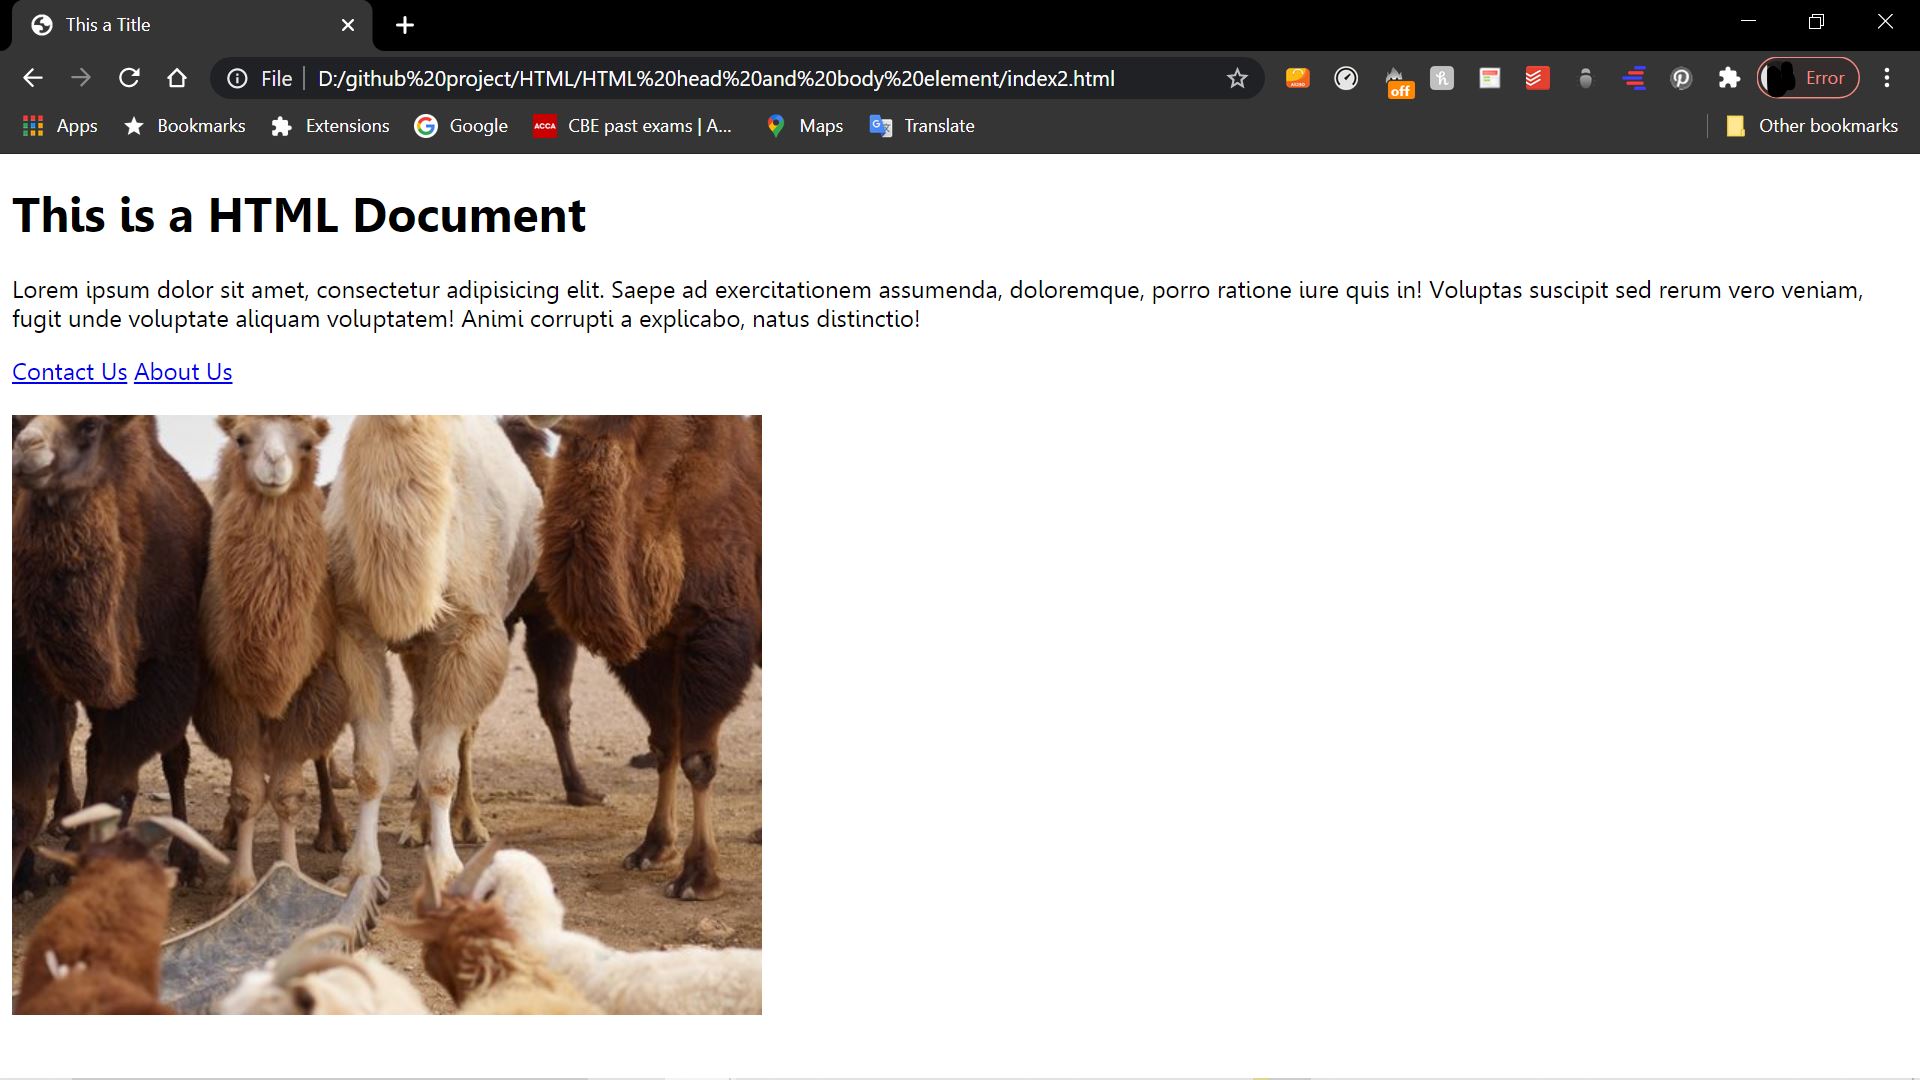 This a Title
File
D:/github%20project/HTML/HTML%20head%20and%20body%20element/index2.html
off
Error
Apps
Bookmarks
Extensions
Google
ACCA
CBE past exams | A...
Maps
Translate
Other bookmarks
This is a HTML Document
Lorem ipsum dolor sit amet, consectetur adipisicing elit. Saepe ad exercitationem assumenda, doloremque, porro ratione iure quis in! Voluptas suscipit sed rerum vero veniam,
fugit unde voluptate aliquam voluptatem! Animi corrupti a explicabo, natus distinctio!
Contact Us About Us